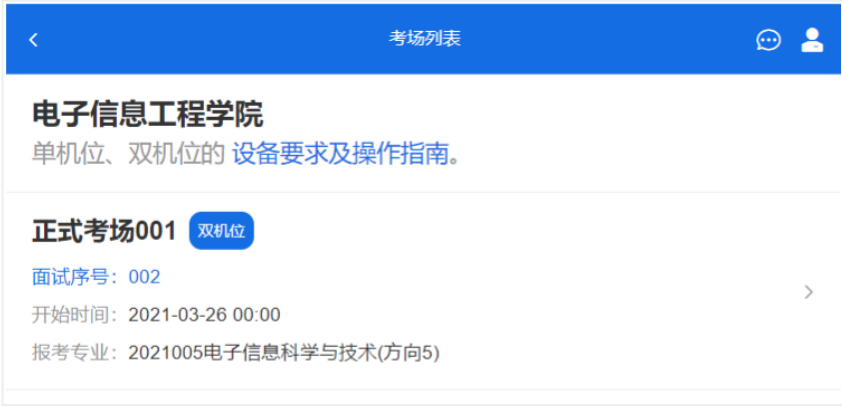 考场列表
电子信息工程学院
单机位、双机位的 设备要求及操作指南。
正式考场001 双机位
面试序号：002
开始时间：2021-03-26 00:00
报考专业：2021005电子信息科学与技术(方向5)